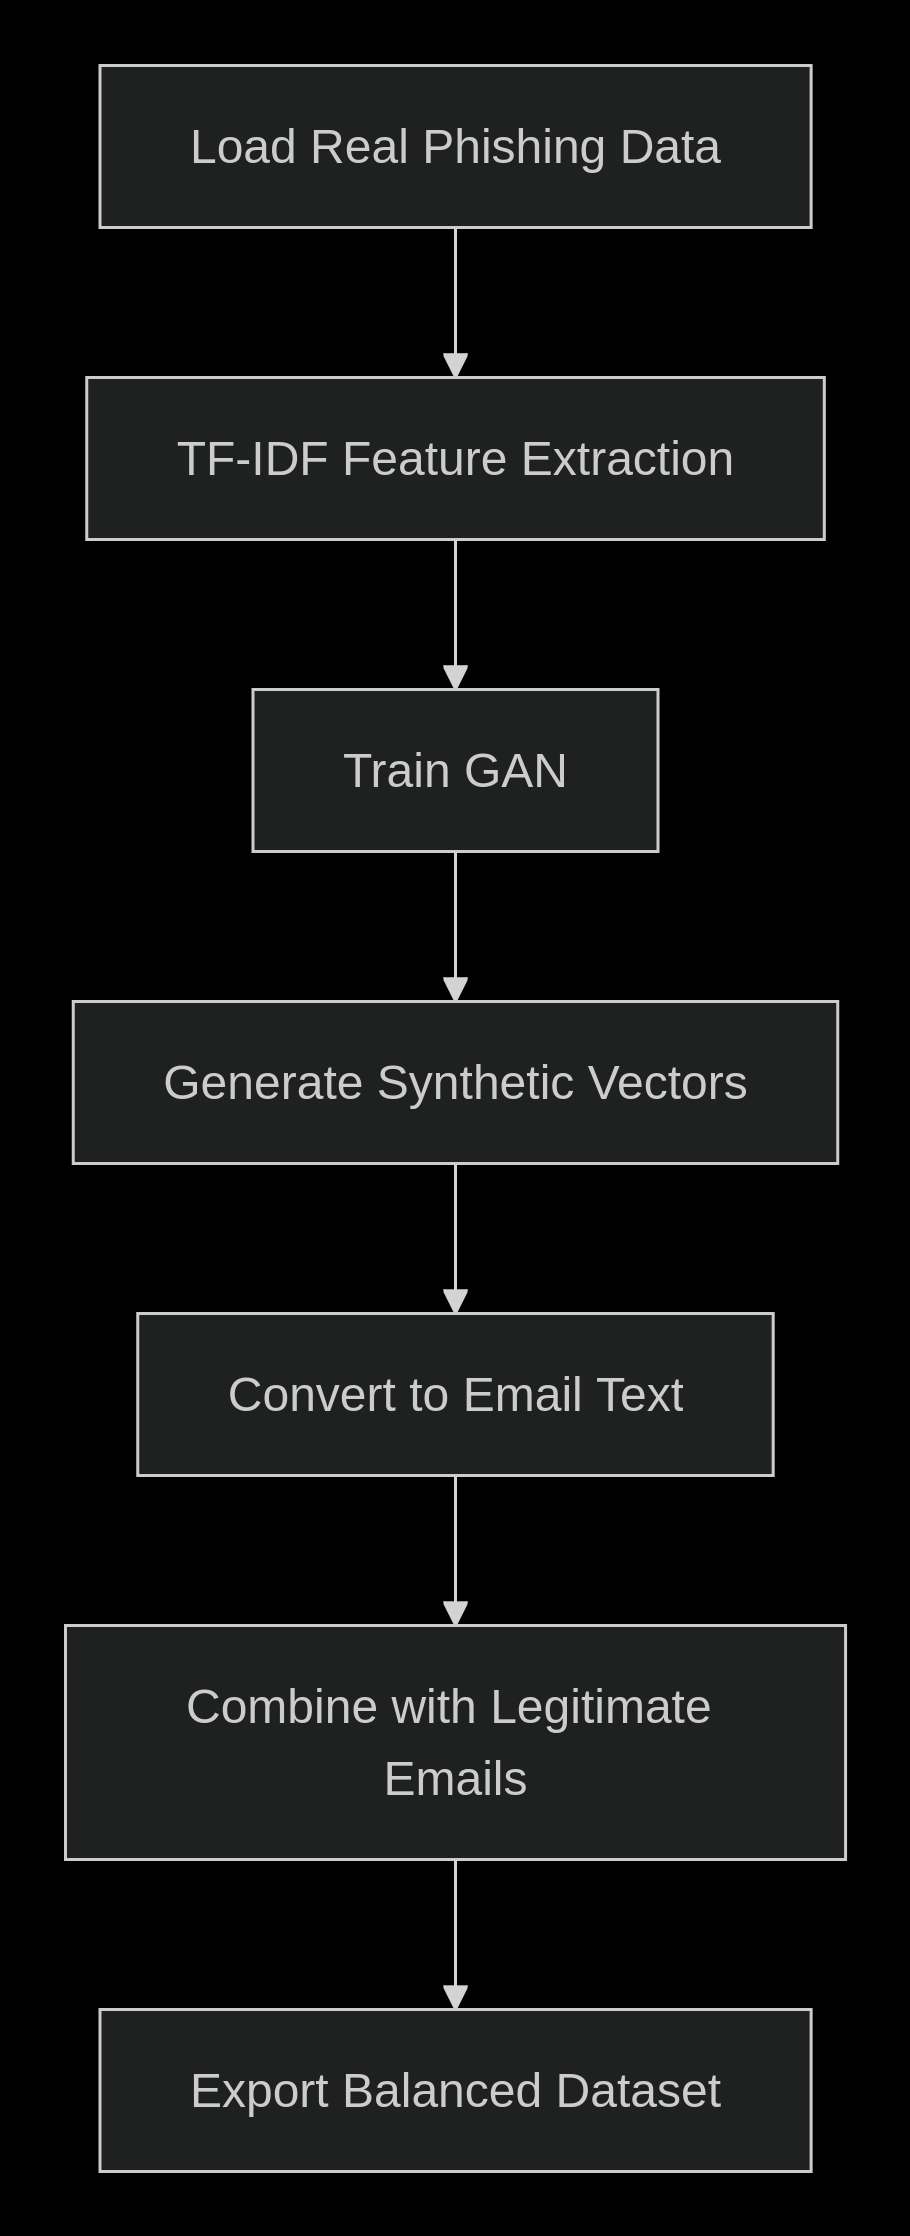 Load Real Phishing Data
TF-IDF Feature Extraction
Train GAN
Generate Synthetic Vectors
Convert to Email Text
Combine with Legitimate
Emails
Export Balanced Dataset